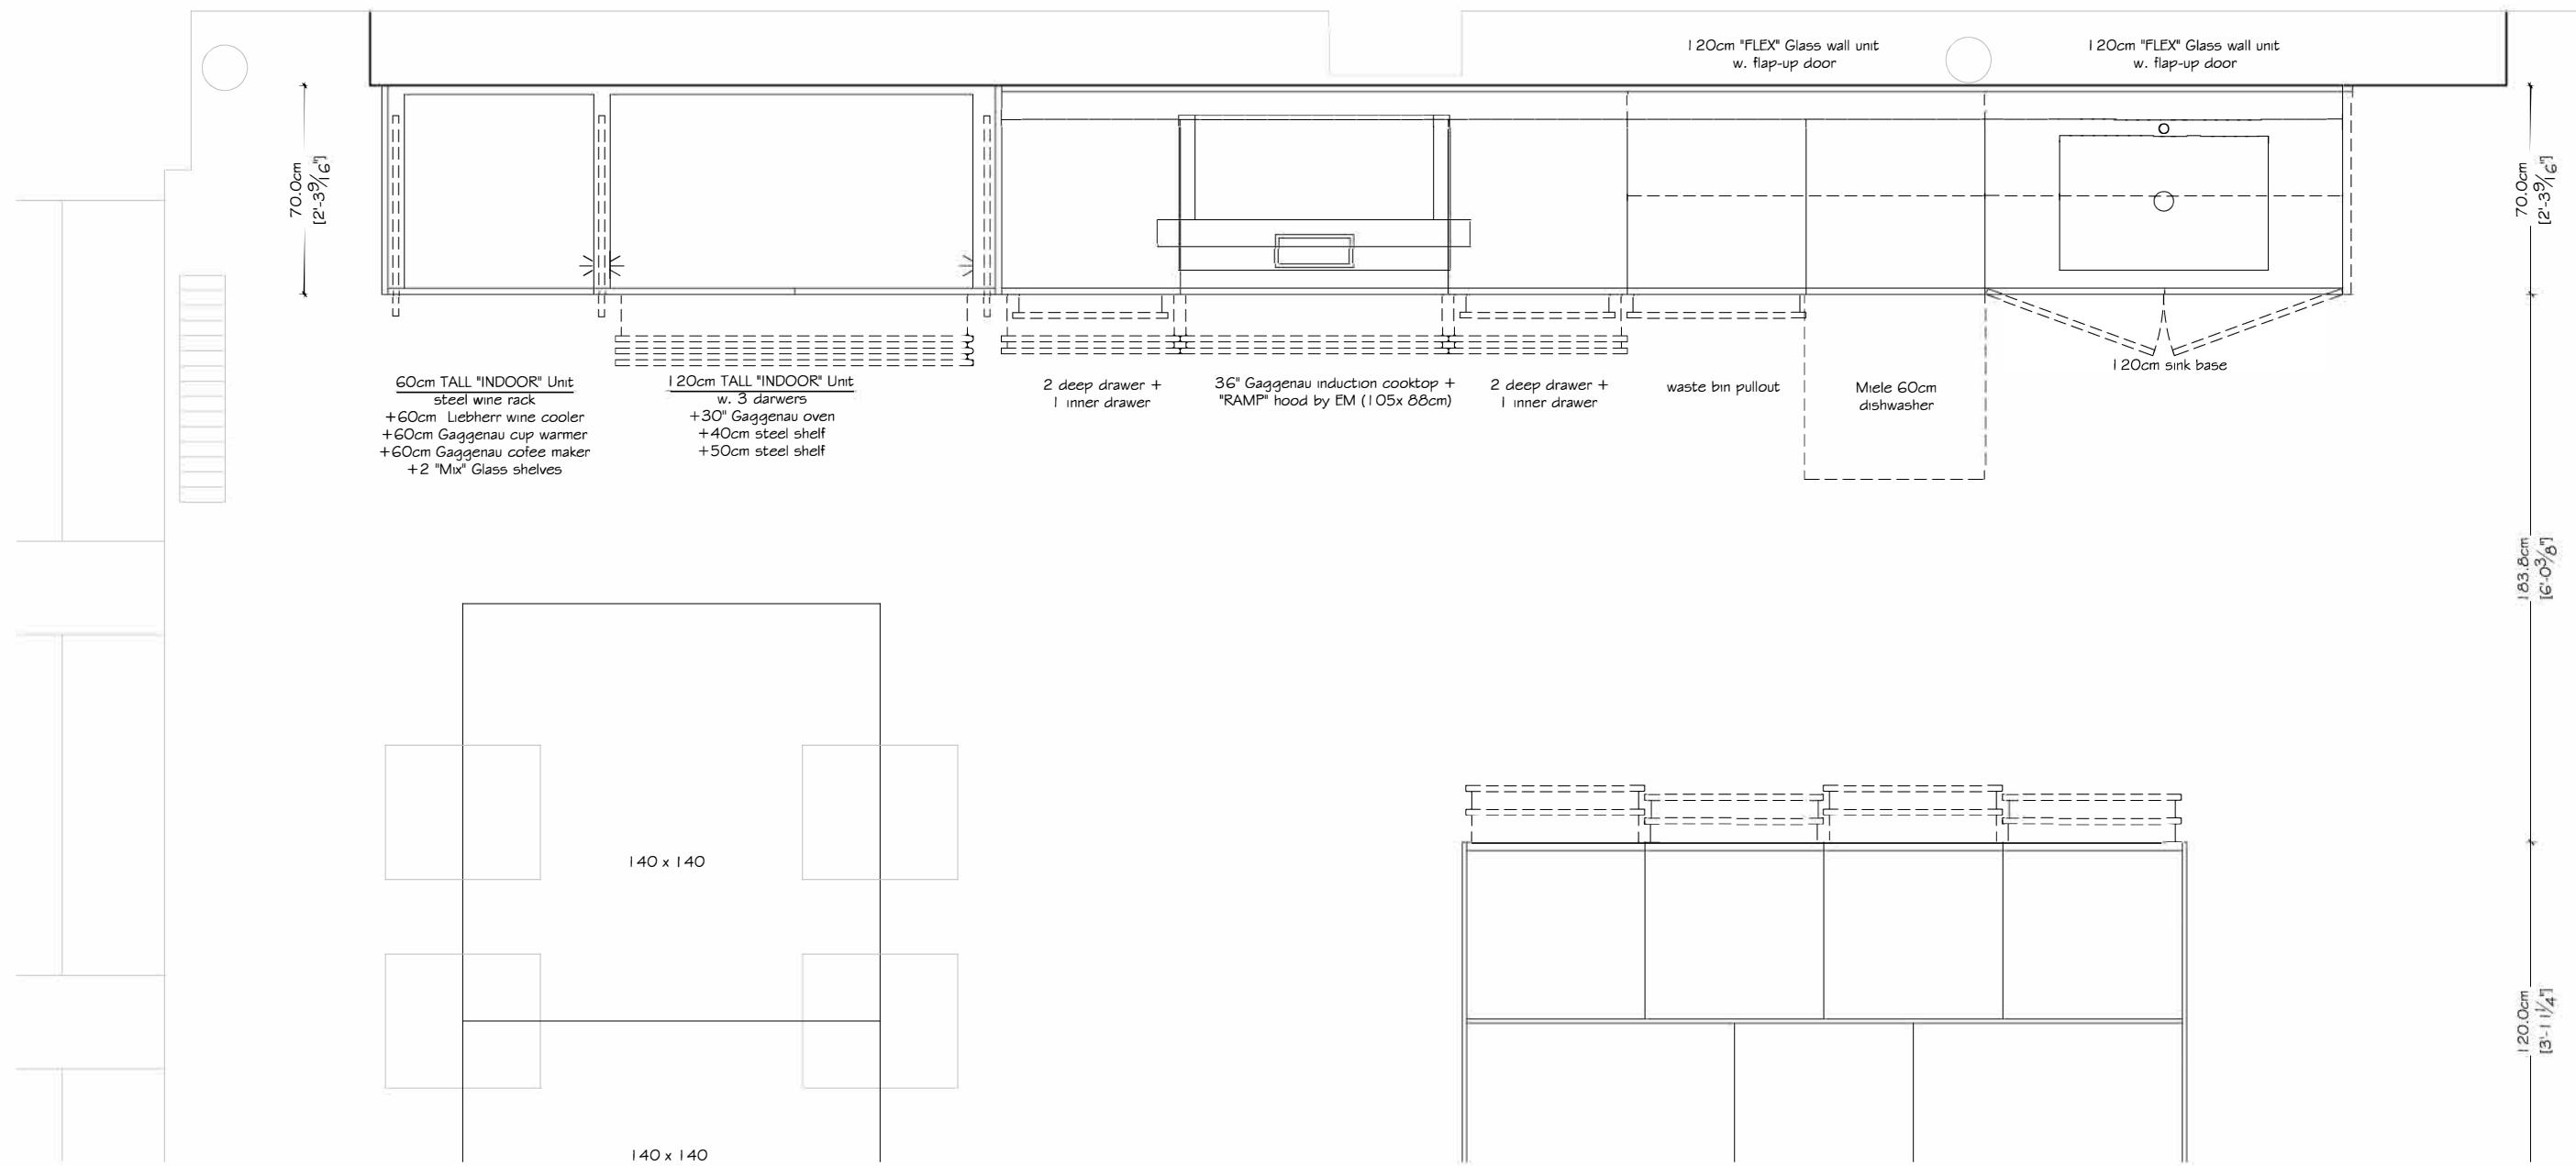 120cm "FLEX" Glass wall unit
w. flap-up door
120cm "FLEX" Glass wall unit
w. flap-up door
70.0cm
[2'-3 9/16"]
70.0cm
[2'-3 9/16"]
60cm TALL "INDOOR" Unit
steel wine rack
+60cm Liebherr wine cooler
+60cm Gaggenau cup warmer
+60cm Gaggenau cofee maker
+2 "Mix" Glass shelves
120cm TALL "INDOOR" Unit
w. 3 darwers
+30" Gaggenau oven
+40cm steel shelf
+50cm steel shelf
2 deep drawer +
1 inner drawer
36" Gaggenau induction cooktop +
"RAMP" hood by EM (105x 88cm)
2 deep drawer +
1 inner drawer
waste bin pullout
Miele 60cm
dishwasher
120cm sink base
183.8cm
[6'-0 3/8"]
140 x 140
120.0cm
[3'-11 1/4"]
140 x 140